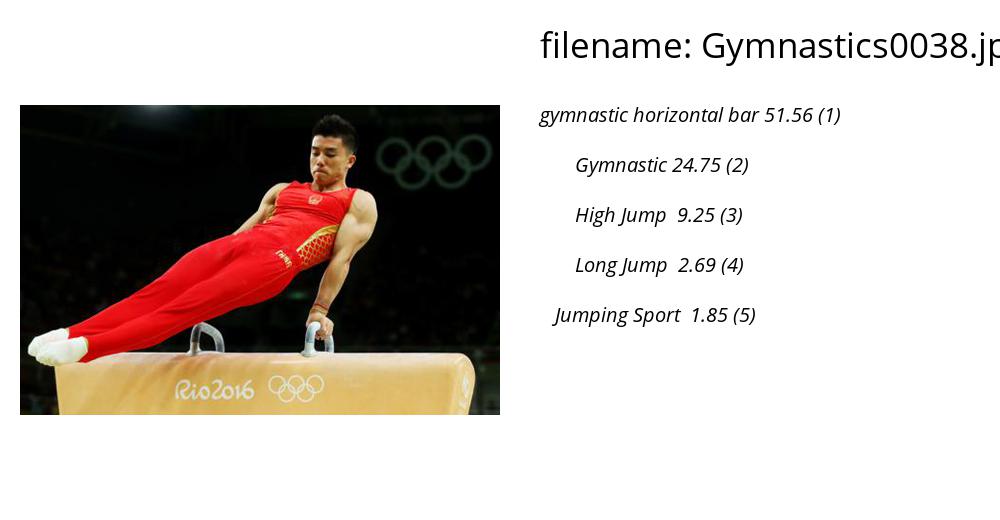 filename: Gymnastics0038.jp
gymnastic horizontal bar 51.56 (1)
Gymnastic 24.75 (2)
High Jump 9.25 (3)
Long Jump 2.69 (4)
Jumping Sport 1.85 (5)
Rio2016